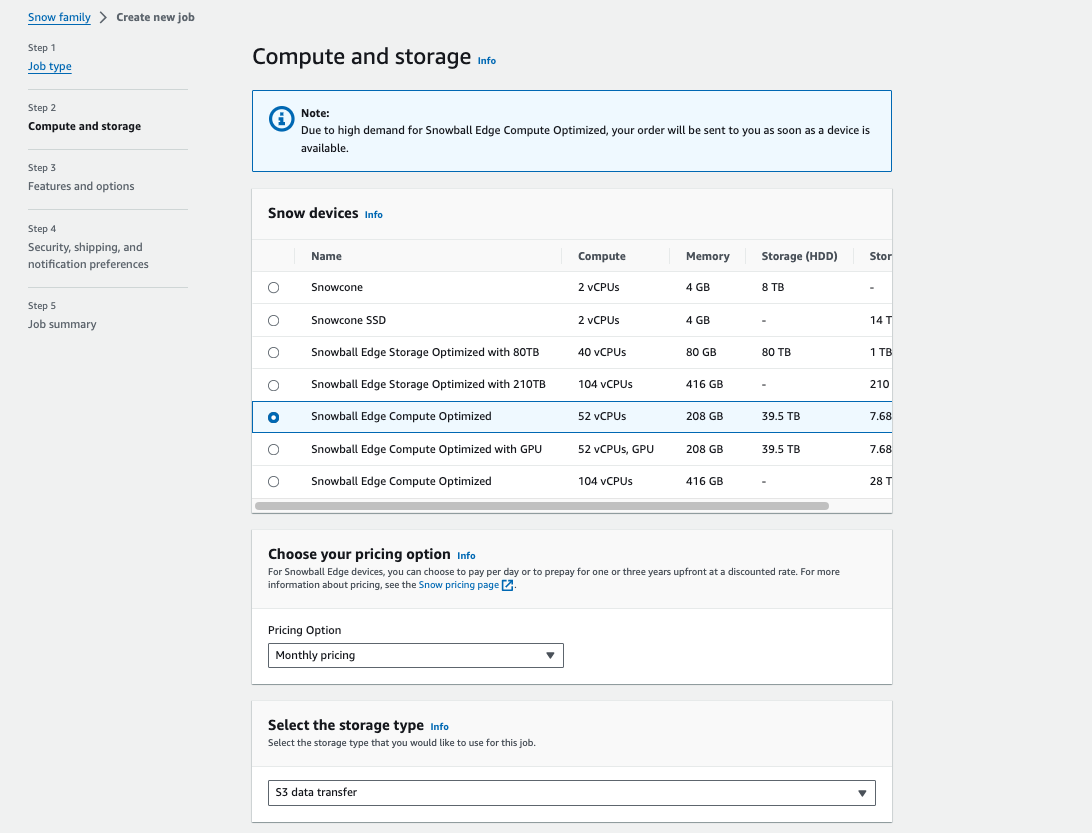 Snow family > Create new job
Step 1
Job type
Step 2
Compute and storage
Step 3
Features and options
Step 4
Security, shipping, and
notification preferences
Step 5
Job summary
Compute and storage Info
Note:
Due to high demand for Snowball Edge Compute Optimized, your order will be sent to you as soon as a device is
available.
Snow devices Info
Name Compute Memory Storage (HDD) Stor
Snowcone 2 vCPUs 4 GB 8 TB -
Snowcone SSD 2 vCPUs 4 GB - 14 T
Snowball Edge Storage Optimized with 80TB 40 vCPUs 80 GB 80 TB 1 TB
Snowball Edge Storage Optimized with 210TB 104 vCPUs 416 GB - 210
Snowball Edge Compute Optimized 52 vCPUs 208 GB 39.5 TB 7.68
Snowball Edge Compute Optimized with GPU 52 vCPUs, GPU 208 GB 39.5 TB 7.68
Snowball Edge Compute Optimized 104 vCPUs 416 GB - 28 T
Choose your pricing option Info
For Snowball Edge devices, you can choose to pay per day or to prepay for one or three years upfront at a discounted rate. For more
information about pricing, see the Snow pricing page.
Pricing Option
Monthly pricing
Select the storage type Info
Select the storage type that you would like to use for this job.
S3 data transfer